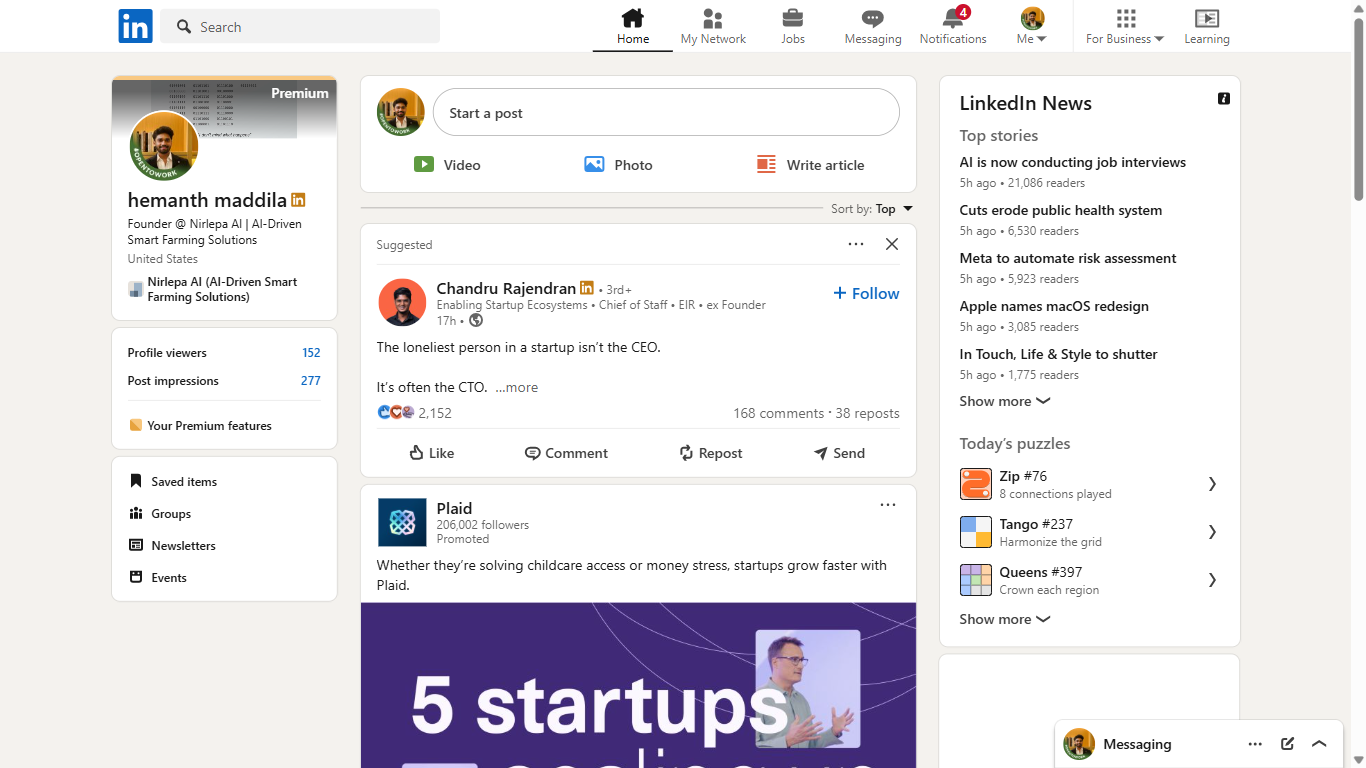 in
Search
Home
My Network
Jobs
Messaging
4
Notifications
Me
For Business
Learning
Premium
#OPENTOWORK
hemanth maddila in
Founder @ Nirlepa AI | AI-Driven
Smart Farming Solutions
United States
Nirlepa AI (AI-Driven Smart
Farming Solutions)
Profile viewers 152
Post impressions 277
Your Premium features
Saved items
Groups
Newsletters
Events
Start a post
Video
Photo
Write article
Sort by: Top
Suggested
Chandru Rajendran in • 3rd+
Enabling Startup Ecosystems • Chief of Staff • EIR • ex Founder
17h •
+ Follow
The loneliest person in a startup isn’t the CEO.
It’s often the CTO. …more
2,152
168 comments · 38 reposts
Like
Comment
Repost
Send
Plaid
206,002 followers
Promoted
Whether they’re solving childcare access or money stress, startups grow faster with
Plaid.
5 startups
LinkedIn News
Top stories
AI is now conducting job interviews
5h ago • 21,086 readers
Cuts erode public health system
5h ago • 6,530 readers
Meta to automate risk assessment
5h ago • 5,923 readers
Apple names macOS redesign
5h ago • 3,085 readers
In Touch, Life & Style to shutter
5h ago • 1,775 readers
Show more
Today’s puzzles
Zip #76
8 connections played
Tango #237
Harmonize the grid
Queens #397
Crown each region
Show more
Messaging